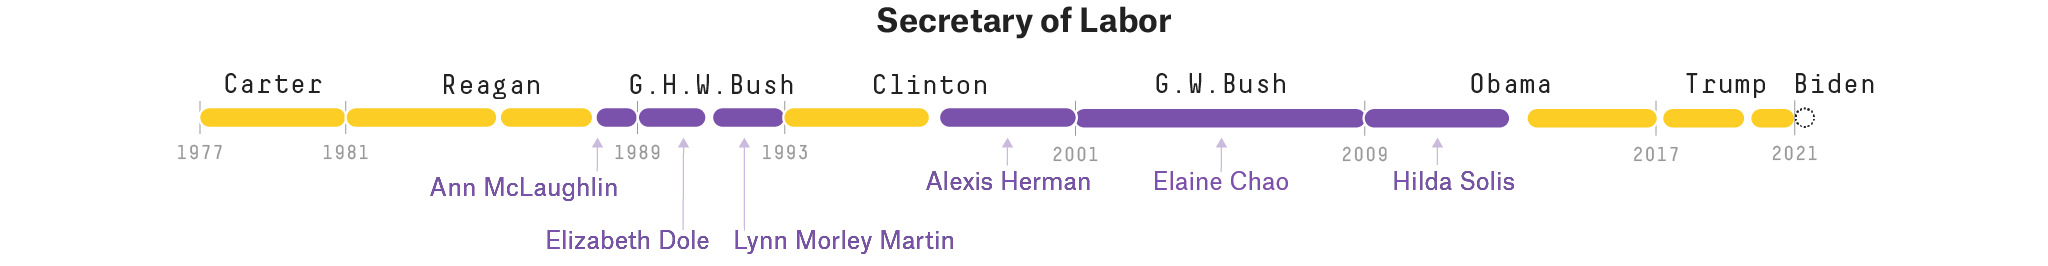 Secretary of Labor
Carter Reagan G.H.W.Bush Clinton G.W.Bush Obama Trump Biden
1977 1981 1989 1993 2001 2009 2017 2021
Ann McLaughlin Alexis Herman Elaine Chao Hilda Solis
Elizabeth Dole Lynn Morley Martin